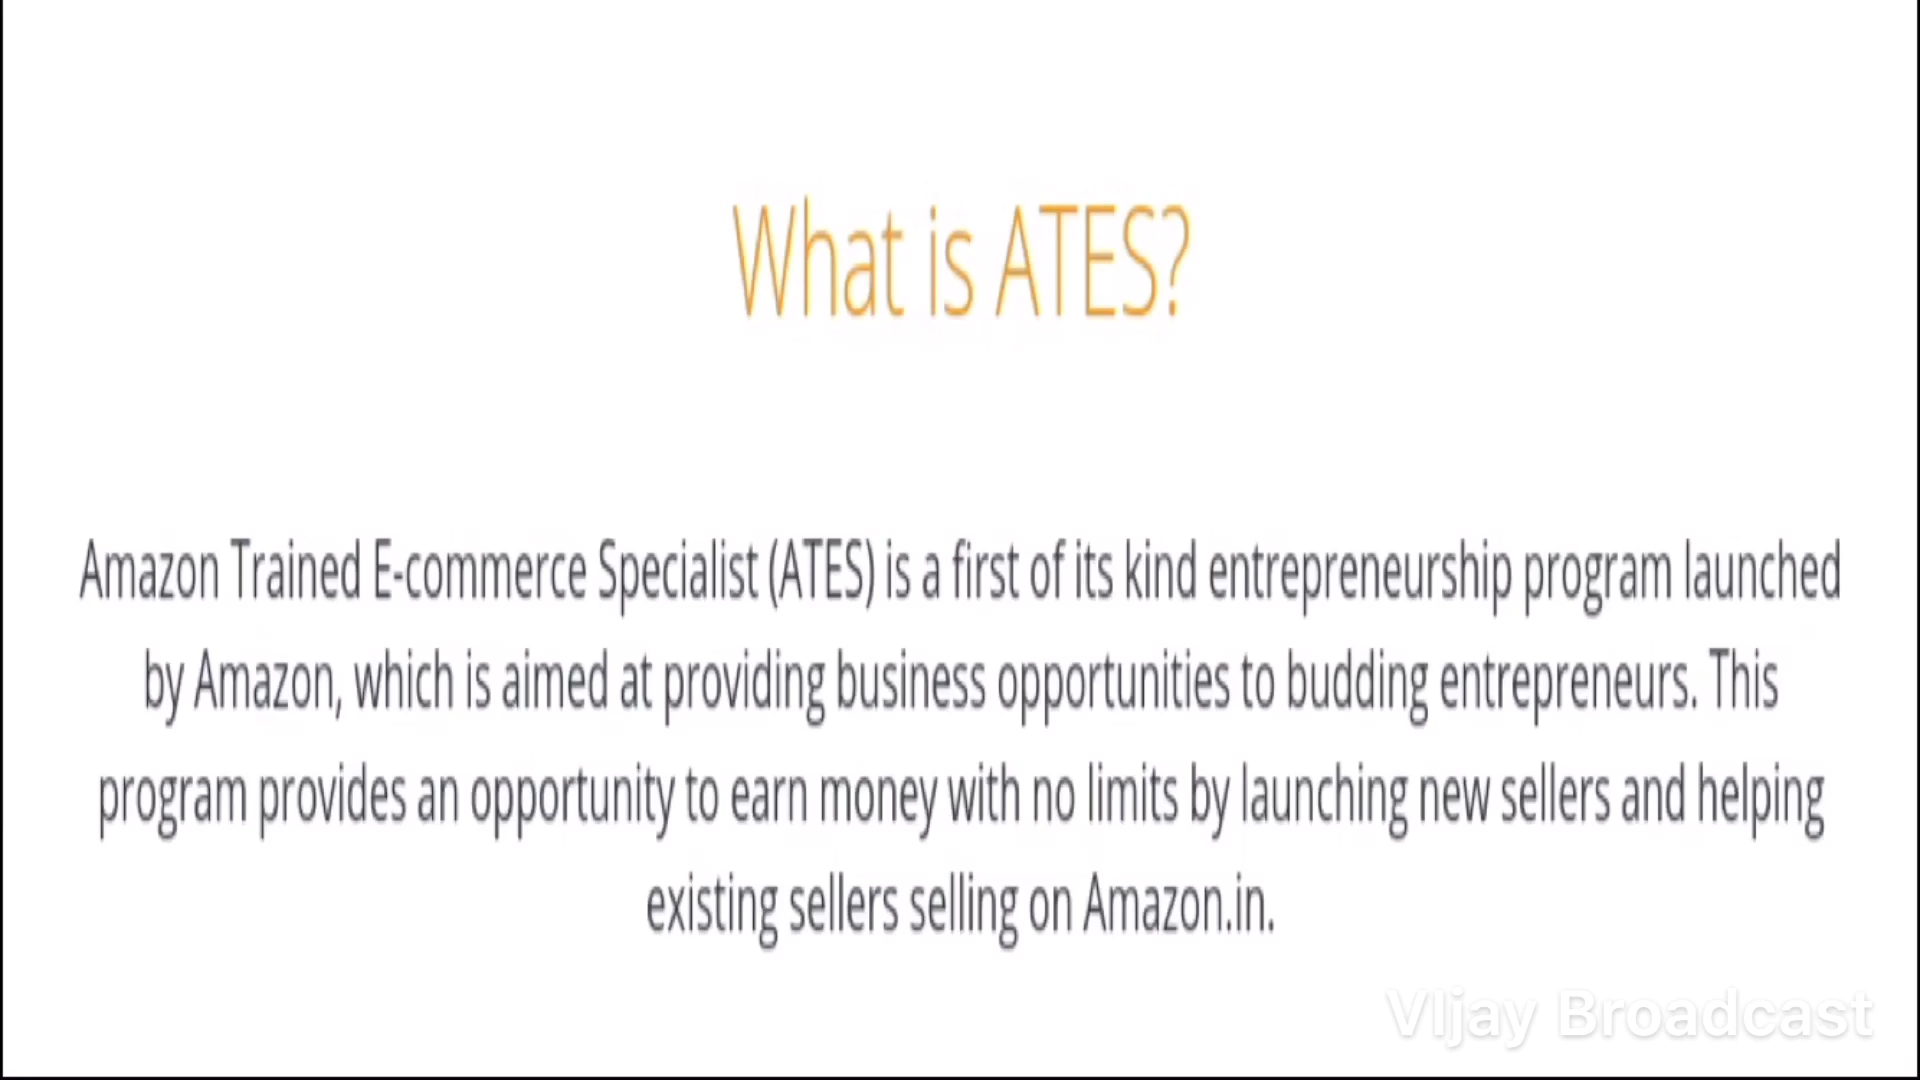 What is ATES?
Amazon Trained E-commerce Specialist (ATES) is a first of its kind entrepreneurship program launched
by Amazon, which is aimed at providing business opportunities to budding entrepreneurs. This
program provides an opportunity to earn money with no limits by launching new sellers and helping
existing sellers selling on Amazon.in.
VIjay Broadcast